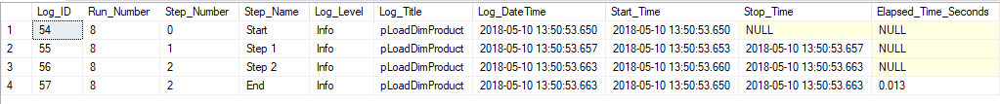 Log_ID Run_Number Step_Number Step_Name Log_Level Log_Title Log_DateTime Start_Time Stop_Time Elapsed_Time_Seconds
1 54 8 0 Start Info pLoadDimProduct 2018-05-10 13:50:53.650 2018-05-10 13:50:53.650 NULL NULL
2 55 8 1 Step 1 Info pLoadDimProduct 2018-05-10 13:50:53.657 2018-05-10 13:50:53.653 2018-05-10 13:50:53.657 NULL
3 56 8 2 Step 2 Info pLoadDimProduct 2018-05-10 13:50:53.663 2018-05-10 13:50:53.660 2018-05-10 13:50:53.663 NULL
4 57 8 2 End Info pLoadDimProduct 2018-05-10 13:50:53.663 2018-05-10 13:50:53.650 2018-05-10 13:50:53.663 0.013